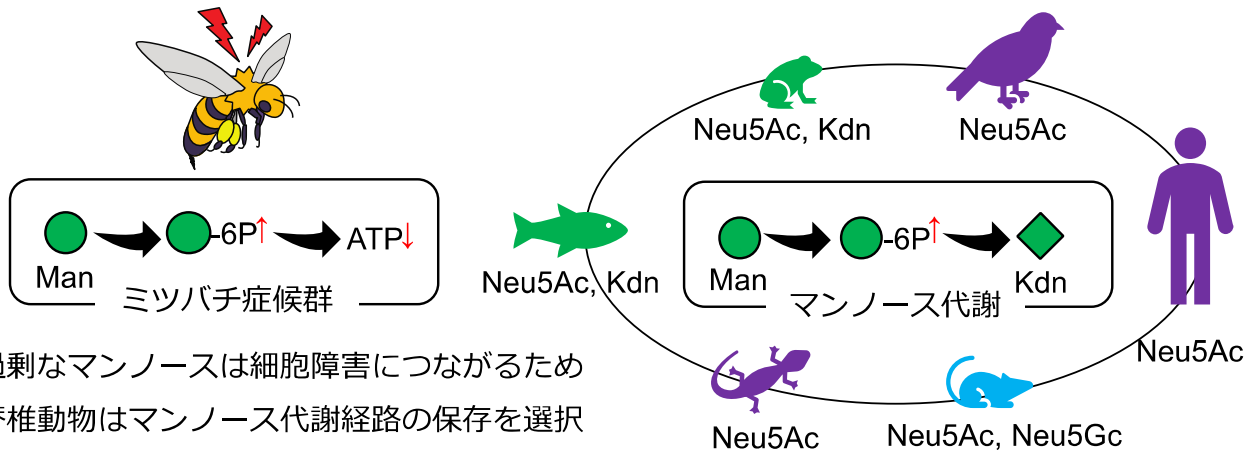 Man
-6P↑
ATP↓
ミツバチ症候群
剰なマンノースは細胞障害につながるため
椎動物はマンノース代謝経路の保存を選択
Neu5Ac, Kdn
Neu5Ac
Neu5Ac, Kdn
Man
-6P↑
Kdn
マンノース代謝
Neu5Ac
Neu5Ac
Neu5Ac, Neu5Gc